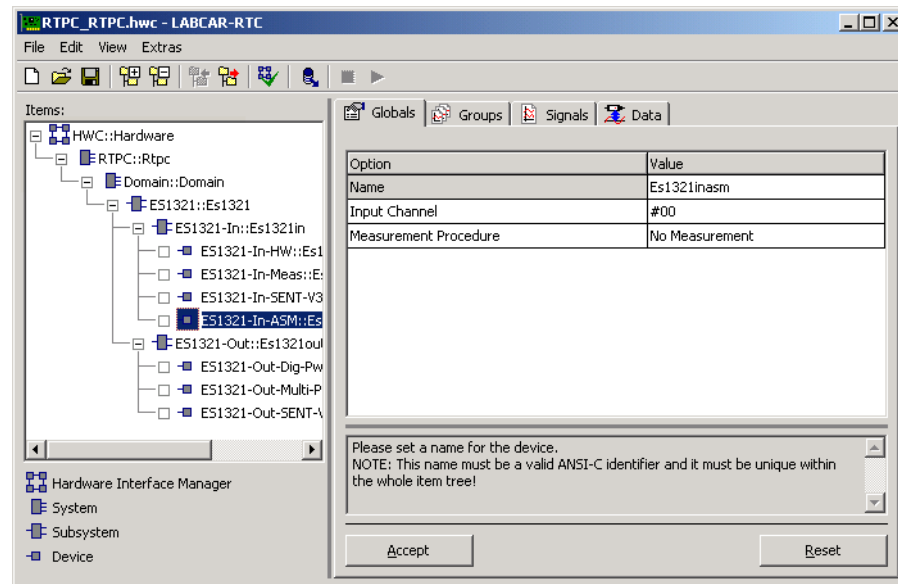 RTPC_RTPC.hwc - LABCAR-RTC
File Edit View Extras
Items:
HWC::Hardware
RTPC::Rtpc
Domain::Domain
ES1321::Es1321
ES1321-In::Es1321in
ES1321-In-HW::Es1
ES1321-In-Meas::Es
ES1321-In-SENT-V3
ES1321-In-ASM::Es
ES1321-Out::Es1321out
ES1321-Out-Dig-Pw
ES1321-Out-Multi-P
ES1321-Out-SENT-V
Hardware Interface Manager
System
Subsystem
Device
Globals Groups Signals Data
Option Value
Name Es1321inasm
Input Channel #00
Measurement Procedure No Measurement
Please set a name for the device.
NOTE: This name must be a valid ANSI-C identifier and it must be unique within
the whole item tree!
Accept Reset